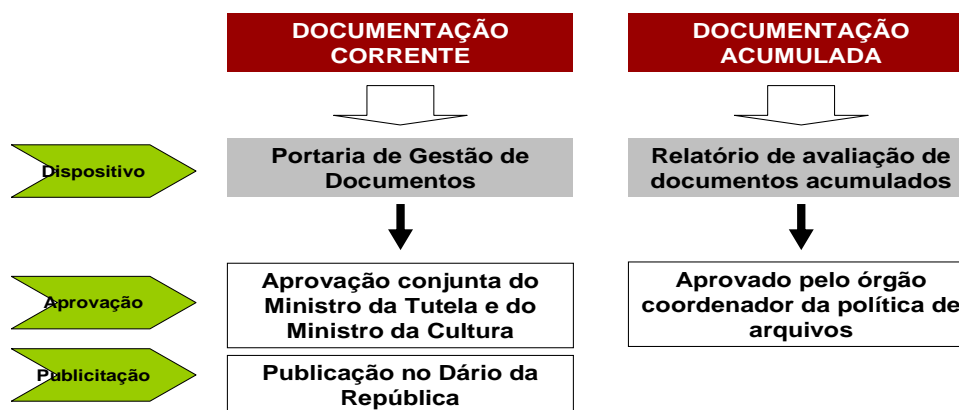 DOCUMENTAÇÃO
CORRENTE
DOCUMENTAÇÃO
ACUMULADA
Dispositivo
Portaria de Gestão de
Documentos
Relatório de avaliação de
documentos acumulados
Aprovação
Aprovação conjunta do
Ministro da Tutela e do
Ministro da Cultura
Aprovado pelo órgão
coordenador da política de
arquivos
Publicitação
Publicação no Dário da
República